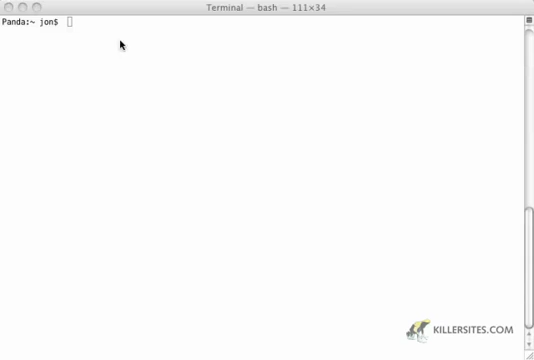 Terminal — bash — 111×34
Panda:~ jon$
KILLERSITES.COM